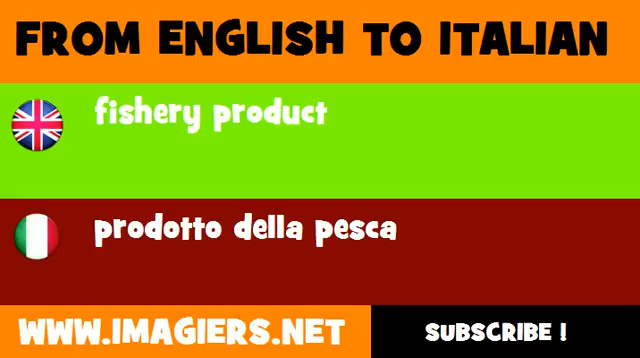 FROM ENGLISH TO ITALIAN
fishery product
prodotto della pesca
WWW.IMAGIERS.NET
SUBSCRIBE !